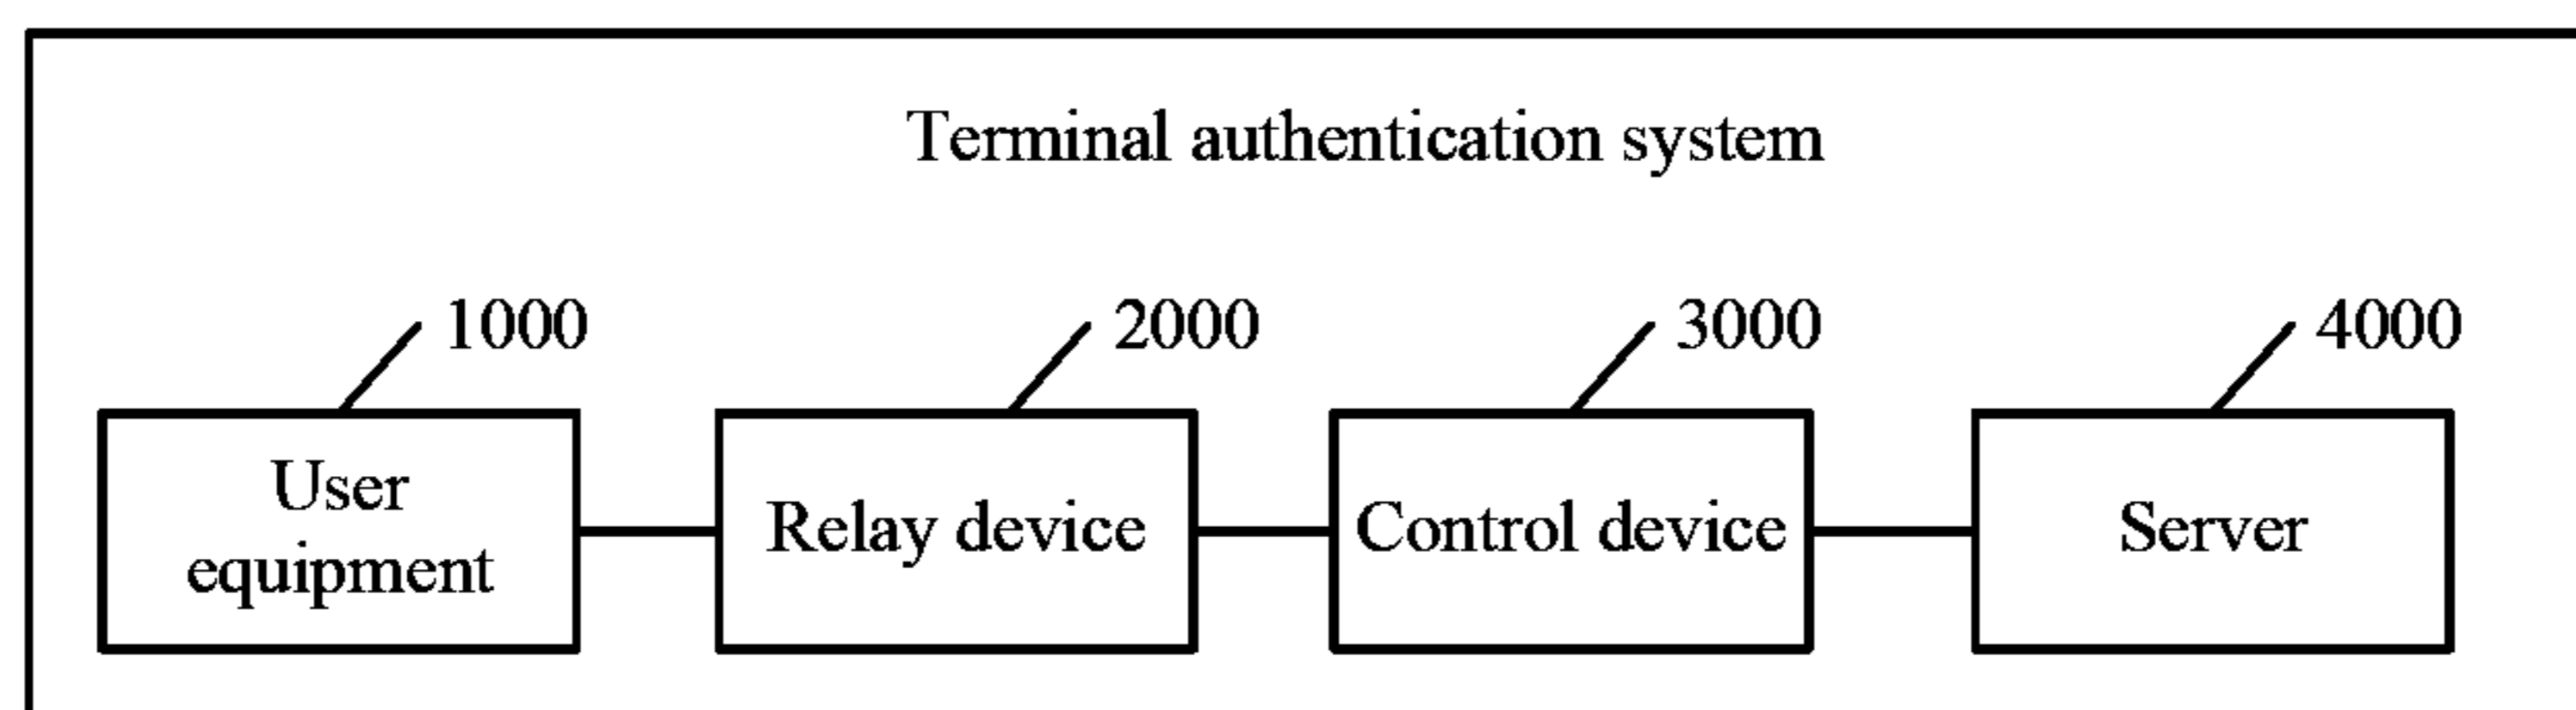 Terminal authentication system
1000
2000
3000
4000
User
equipment
Relay device
Control device
Server